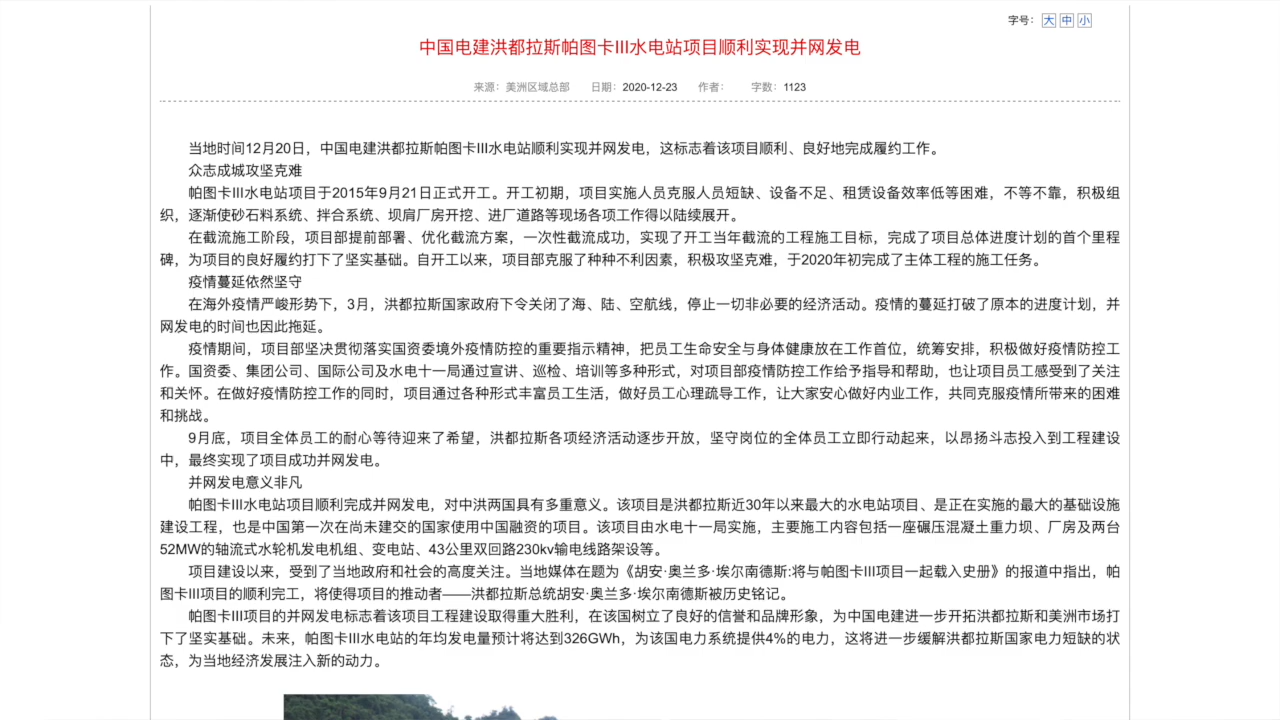 字号： 大 中 小
中国电建洪都拉斯帕图卡III水电站项目顺利实现并网发电
来源：美洲区域总部 日期：2020-12-23 作者： 字数：1123
当地时间12月20日，中国电建洪都拉斯帕图卡III水电站顺利实现并网发电，这标志着该项目顺利、良好地完成履约工作。
众志成城攻坚克难
帕图卡III水电站项目于2015年9月21日正式开工。开工初期，项目实施人员克服人员短缺、设备不足、租赁设备效率低等困难，不等不靠，积极组
织，逐渐使砂石料系统、拌合系统、坝肩厂房开挖、进厂道路等现场各项工作得以陆续展开。
在截流施工阶段，项目部提前部署、优化截流方案，一次性截流成功，实现了开工当年截流的工程施工目标，完成了项目总体进度计划的首个里程
碑，为项目的良好履约打下了坚实基础。自开工以来，项目部克服了种种不利因素，积极攻坚克难，于2020年初完成了主体工程的施工任务。
疫情蔓延依然坚守
在海外疫情严峻形势下，3月，洪都拉斯国家政府下令关闭了海、陆、空航线，停止一切非必要的经济活动。疫情的蔓延打破了原本的进度计划，并
网发电的时间也因此拖延。
疫情期间，项目部坚决贯彻落实国资委境外疫情防控的重要指示精神，把员工生命安全与身体健康放在工作首位，统筹安排，积极做好疫情防控工
作。国资委、集团公司、国际公司及水电十一局通过宣讲、巡检、培训等多种形式，对项目部疫情防控工作给予指导和帮助，也让项目员工感受到了关注
和关怀。在做好疫情防控工作的同时，项目通过各种形式丰富员工生活，做好员工心理疏导工作，让大家安心做好内业工作，共同克服疫情所带来的困难
和挑战。
9月底，项目全体员工的耐心等待迎来了希望，洪都拉斯各项经济活动逐步开放，坚守岗位的全体员工立即行动起来，以昂扬斗志投入到工程建设
中，最终实现了项目成功并网发电。
并网发电意义非凡
帕图卡III水电站项目顺利完成并网发电，对中洪两国具有多重意义。该项目是洪都拉斯近30年以来最大的水电站项目、是正在实施的最大的基础设施
建设工程，也是中国第一次在尚未建交的国家使用中国融资的项目。该项目由水电十一局实施，主要施工内容包括一座碾压混凝土重力坝、厂房及两台
52MW的轴流式水轮机发电机组、变电站、43公里双回路230kv输电线路架设等。
项目建设以来，受到了当地政府和社会的高度关注。当地媒体在题为《胡安·奥兰多·埃尔南德斯:将与帕图卡III项目一起载入史册》的报道中指出，帕
图卡III项目的顺利完工，将使得项目的推动者——洪都拉斯总统胡安·奥兰多·埃尔南德斯被历史铭记。
帕图卡III项目的并网发电标志着该项目工程建设取得重大胜利，在该国树立了良好的信誉和品牌形象，为中国电建进一步开拓洪都拉斯和美洲市场打
下了坚实基础。未来，帕图卡III水电站的年均发电量预计将达到326GWh，为该国电力系统提供4%的电力，这将进一步缓解洪都拉斯国家电力短缺的状
态，为当地经济发展注入新的动力。